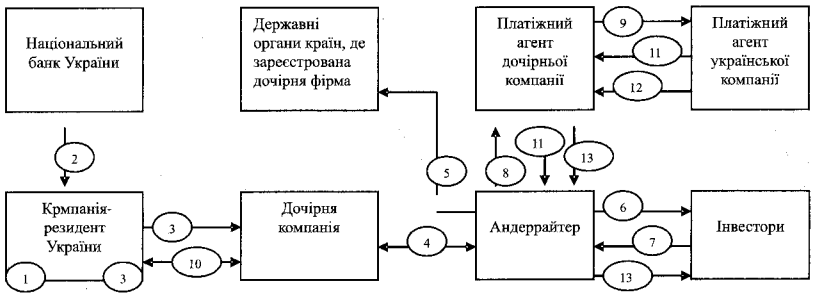 Національний
банк України
Державні
органи країн, де
зареєстрована
дочірня фірма
Платіжний
агент
дочірньої
компанії
9
11
12
Платіжний
агент
української
компанії
2
5
8
11
13
Крмпанія-
резидент
України
1
3
3
10
Дочірня
компанія
4
Андеррайтер
6
7
13
Інвестори